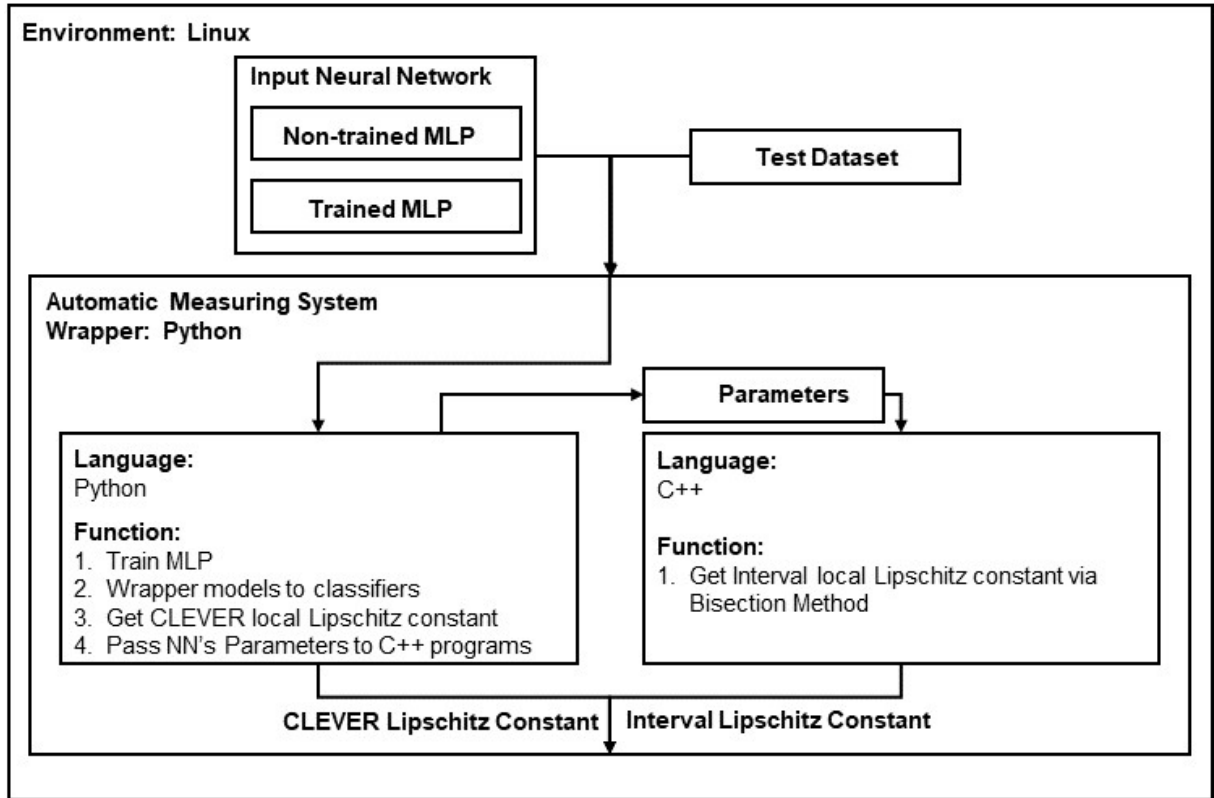 Environment: Linux
Input Neural Network
Non-trained MLP
Trained MLP
Test Dataset
Automatic Measuring System
Wrapper: Python
Parameters
Language:
Python
Function:
1. Train MLP
2. Wrapper models to classifiers
3. Get CLEVER local Lipschitz constant
4. Pass NN's Parameters to C++ programs
Language:
C++
Function:
1. Get Interval local Lipschitz constant via
Bisection Method
CLEVER Lipschitz Constant
Interval Lipschitz Constant